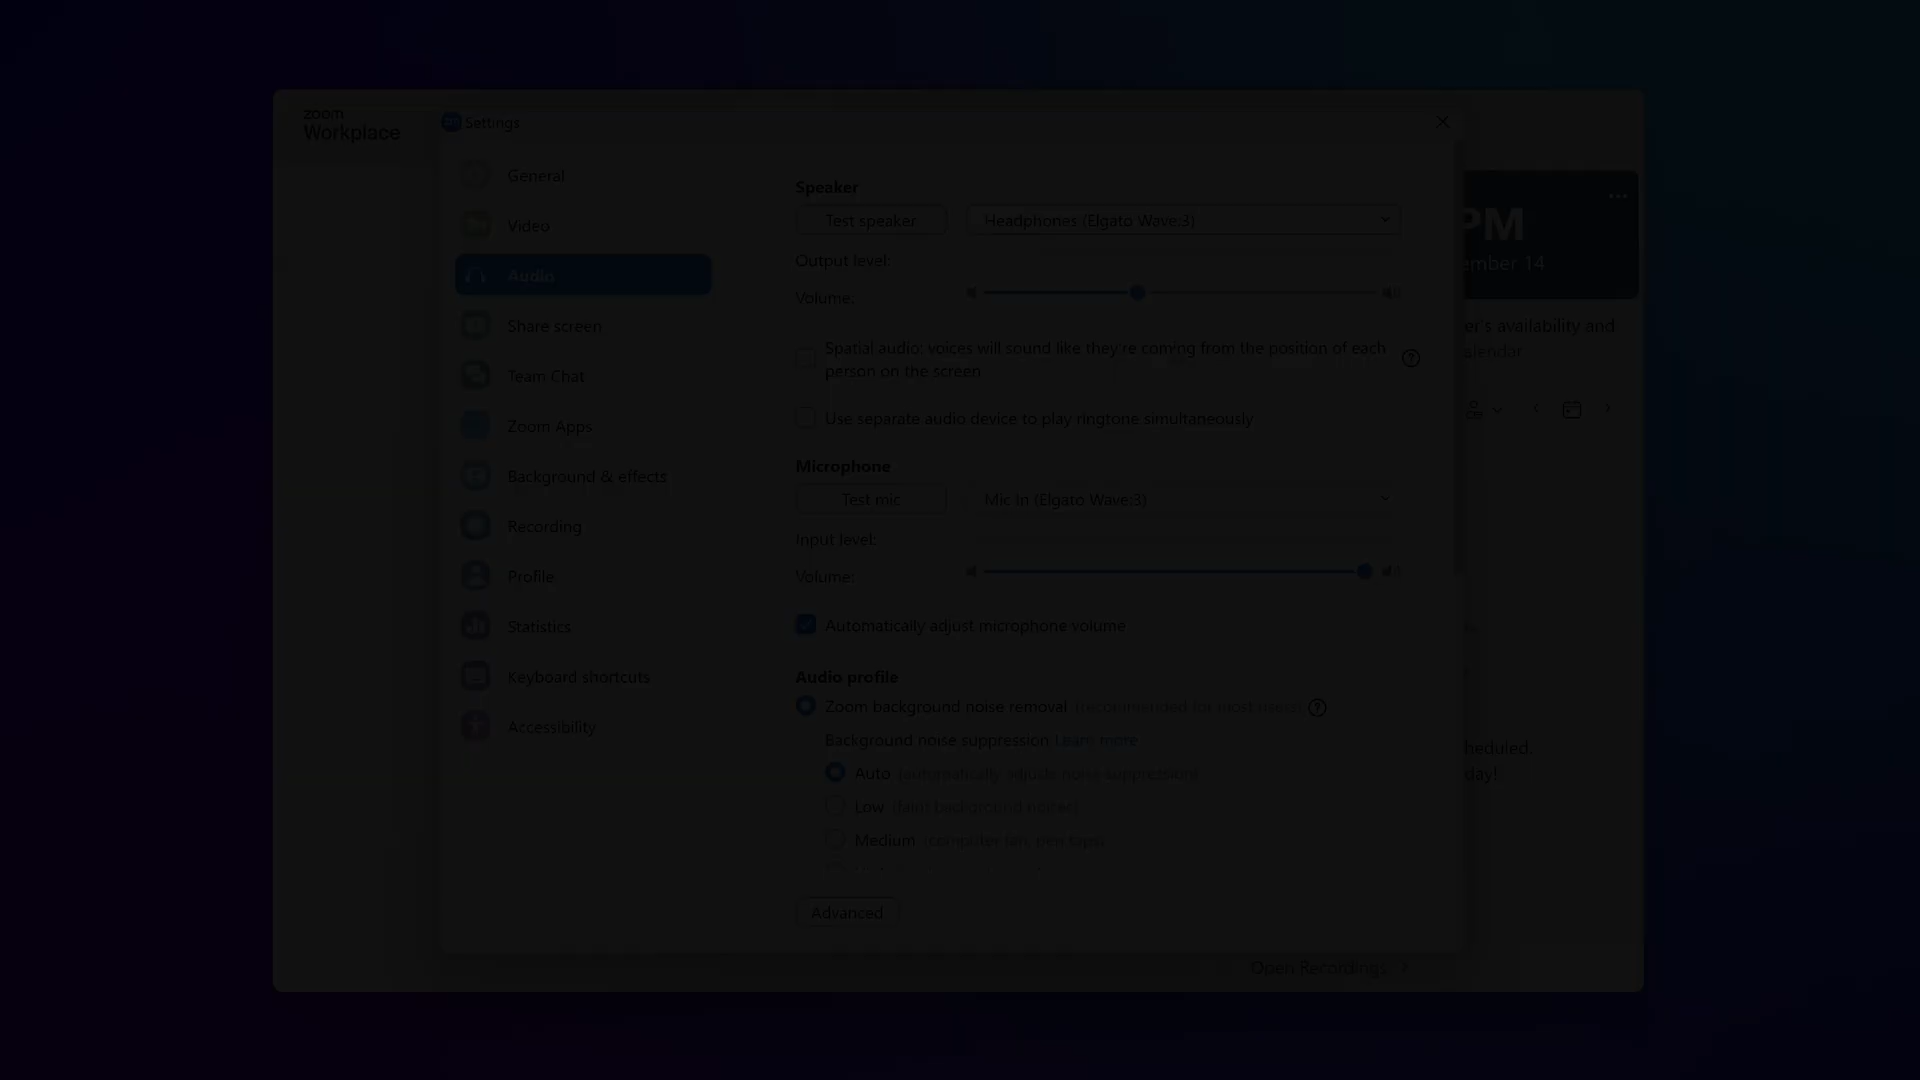 zoom
Workplace
Settings
General
Video
Audio
Share screen
Team Chat
Zoom Apps
Background & effects
Recording
Profile
Statistics
Keyboard shortcuts
Accessibility
Speaker
Test speaker
Headphones (Elgato Wave:3)
Output level:
Volume:
Spatial audio: voices will sound like they're coming from the position of each
person on the screen
Use separate audio device to play ringtone simultaneously
Microphone
Test mic
Mic In (Elgato Wave:3)
Input level:
Volume:
Automatically adjust microphone volume
Audio profile
Zoom background noise removal (recommended for most users)
Background noise suppression Learn more
Auto (automatically adjusts noise suppression)
Low (faint background noises)
Medium (computer fan, pen taps)
Advanced
PM
ember 14
er's availability and
alendar
heduled.
day!
Open Recordings